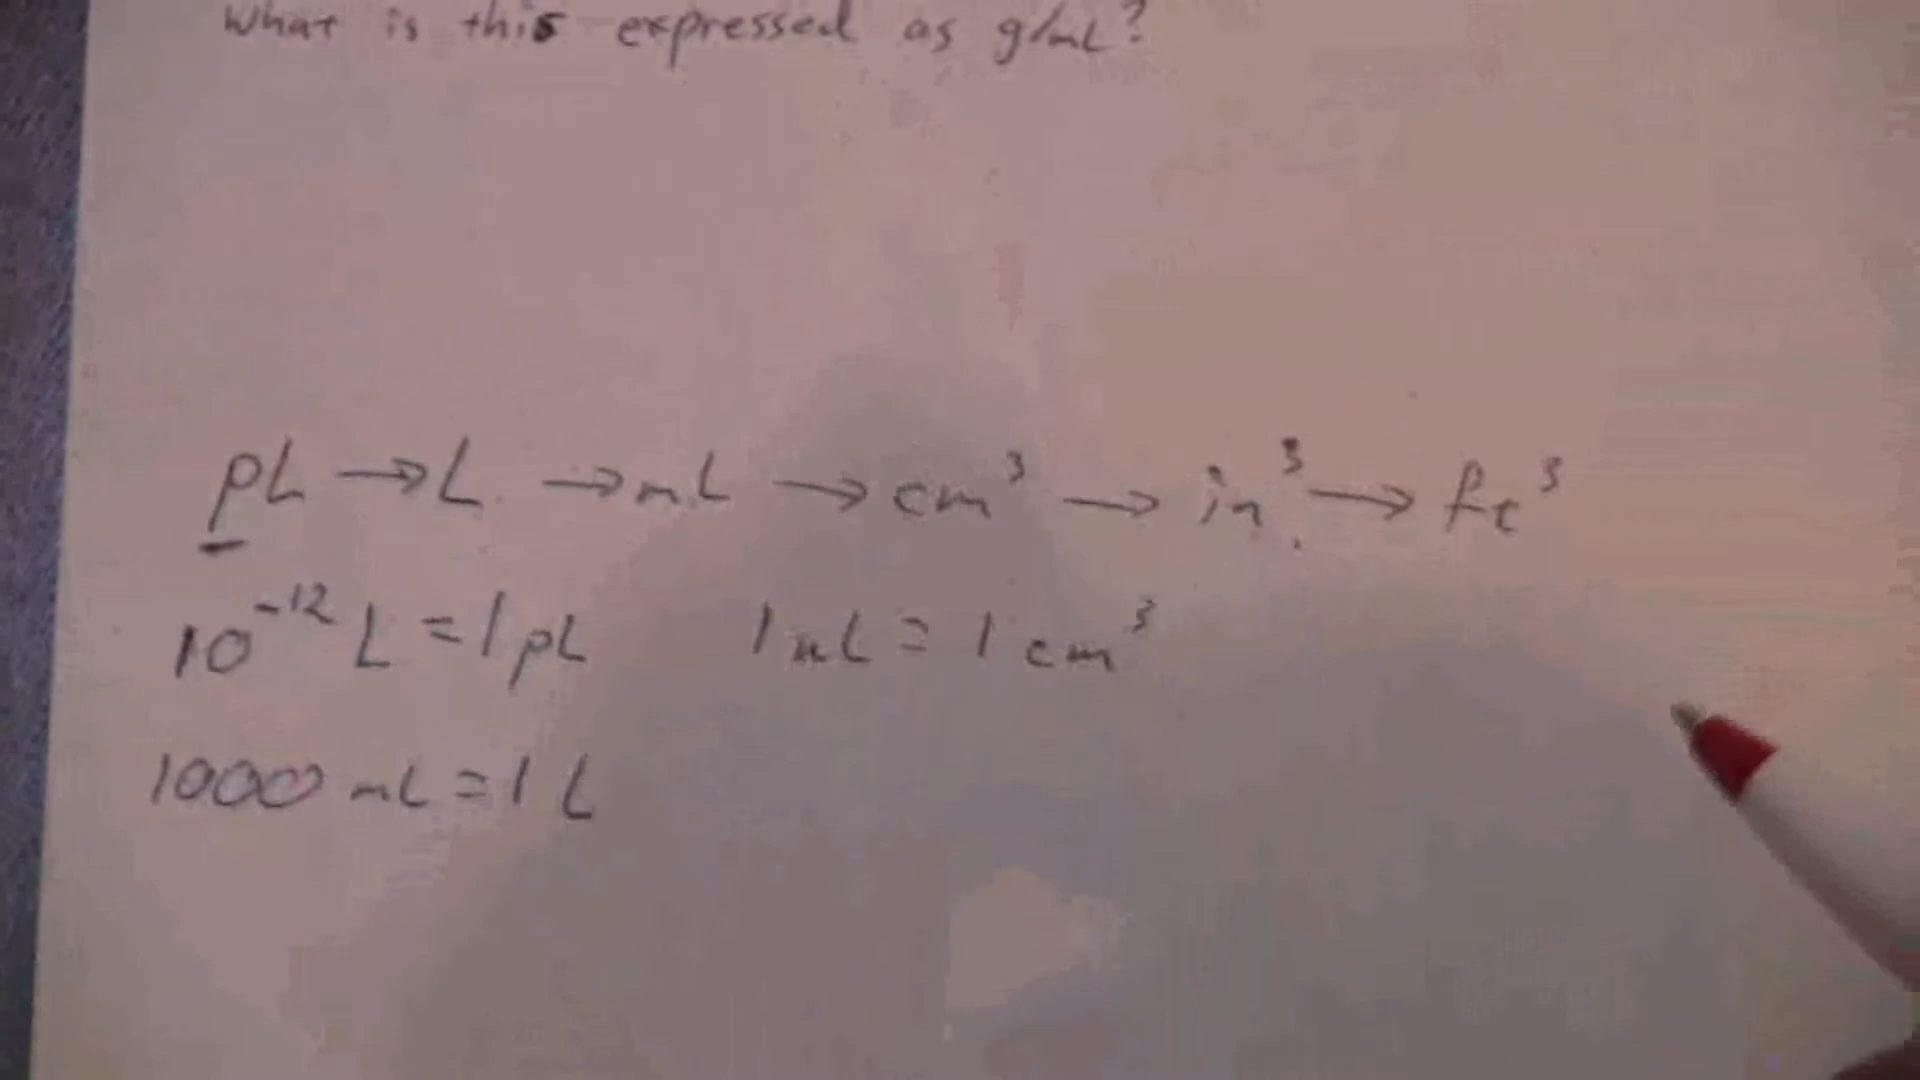 What is this expressed as g/mL?
pL → L → mL → cm³ → in³ → ft³
10⁻¹² L = 1 pL 1 mL = 1 cm³
1000 mL = 1 L